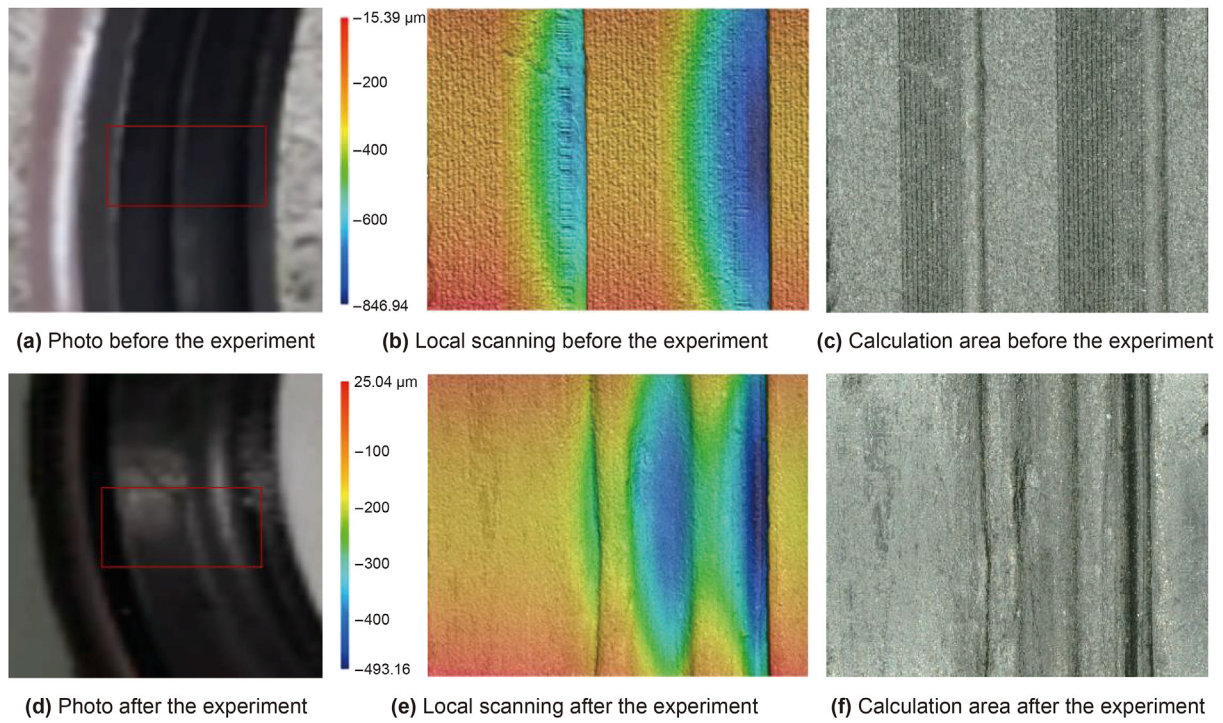 −15.39 μm
−200
−400
−600
−846.94
(a) Photo before the experiment
(b) Local scanning before the experiment
(c) Calculation area before the experiment
25.04 μm
−100
−200
−300
−400
−493.16
(d) Photo after the experiment
(e) Local scanning after the experiment
(f) Calculation area after the experiment